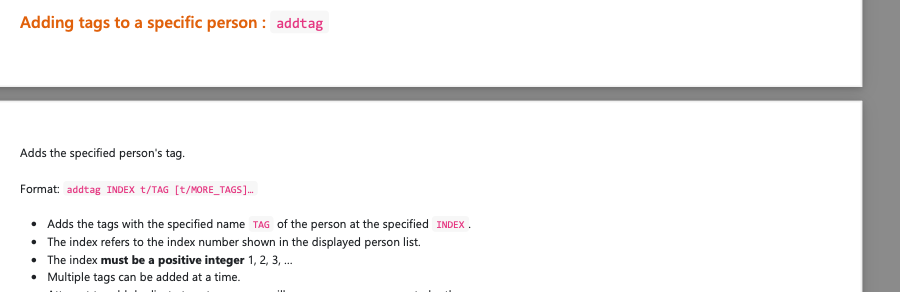 Adding tags to a specific person : addtag
Adds the specified person's tag.
Format: addtag INDEX t/TAG [t/MORE_TAGS]…
• Adds the tags with the specified name TAG of the person at the specified INDEX .
• The index refers to the index number shown in the displayed person list.
• The index must be a positive integer 1, 2, 3, …
• Multiple tags can be added at a time.